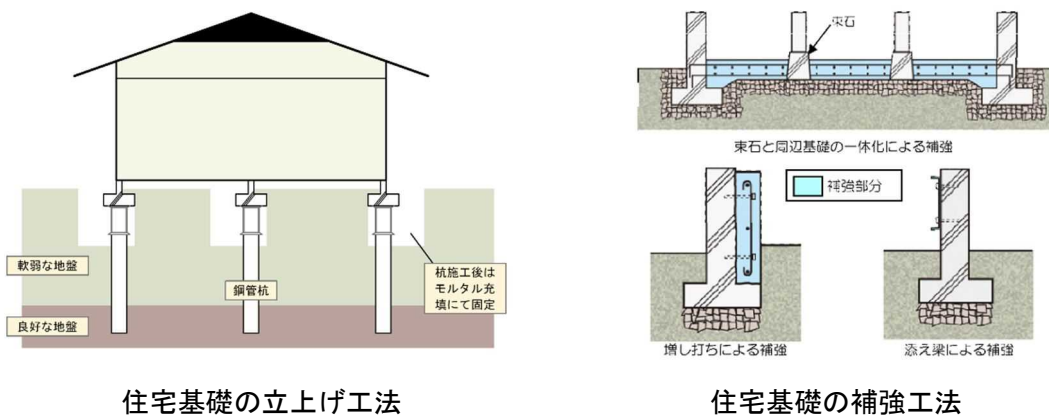 軟弱な地盤
良好な地盤
鋼管杭
杭施工後は
モルタル充
填にて固定
住宅基礎の立上げ工法
束石
束石と周辺基礎の一体化による補強
補強部分
増し打ちによる補強
添え梁による補強
住宅基礎の補強工法